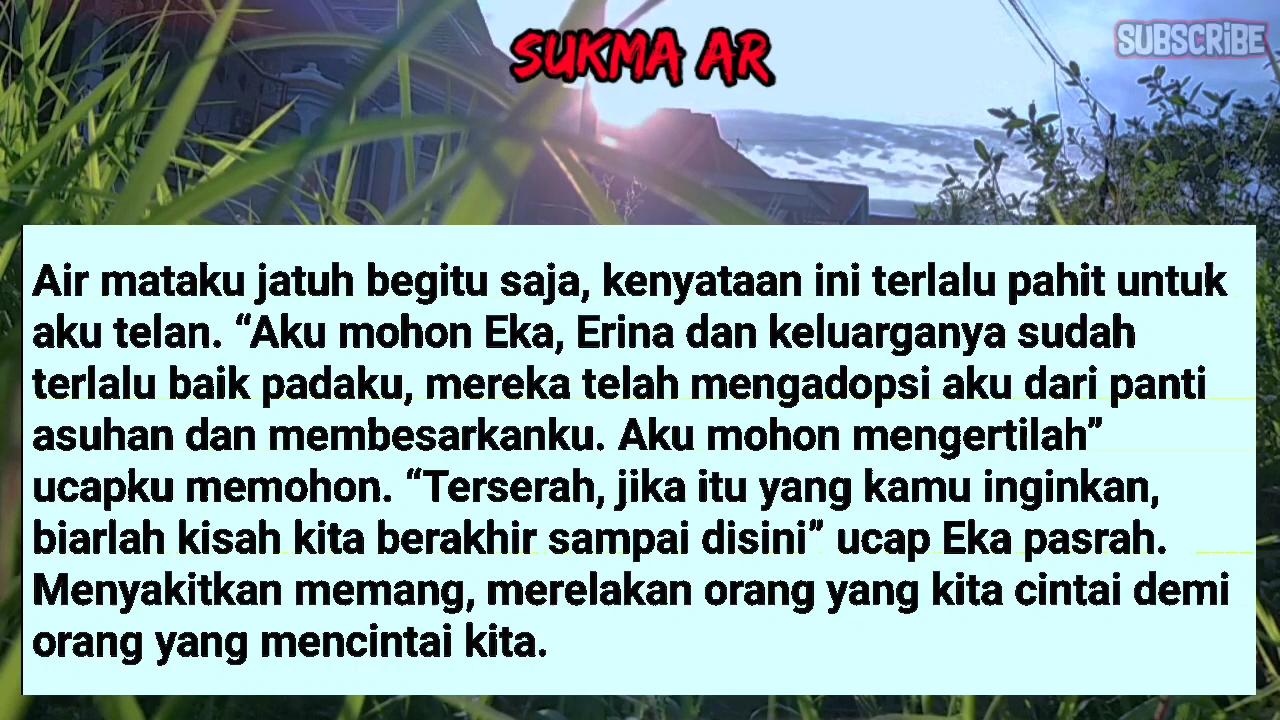 SUKMA AR
SUBSCRIBE
Air mataku jatuh begitu saja, kenyataan ini terlalu pahit untuk
aku telan. “Aku mohon Eka, Erina dan keluarganya sudah
terlalu baik padaku, mereka telah mengadopsi aku dari panti
asuhan dan membesarkanku. Aku mohon mengertilah”
ucapku memohon. “Terserah, jika itu yang kamu inginkan,
biarlah kisah kita berakhir sampai disini” ucap Eka pasrah.
Menyakitkan memang, merelakan orang yang kita cintai demi
orang yang mencintai kita.